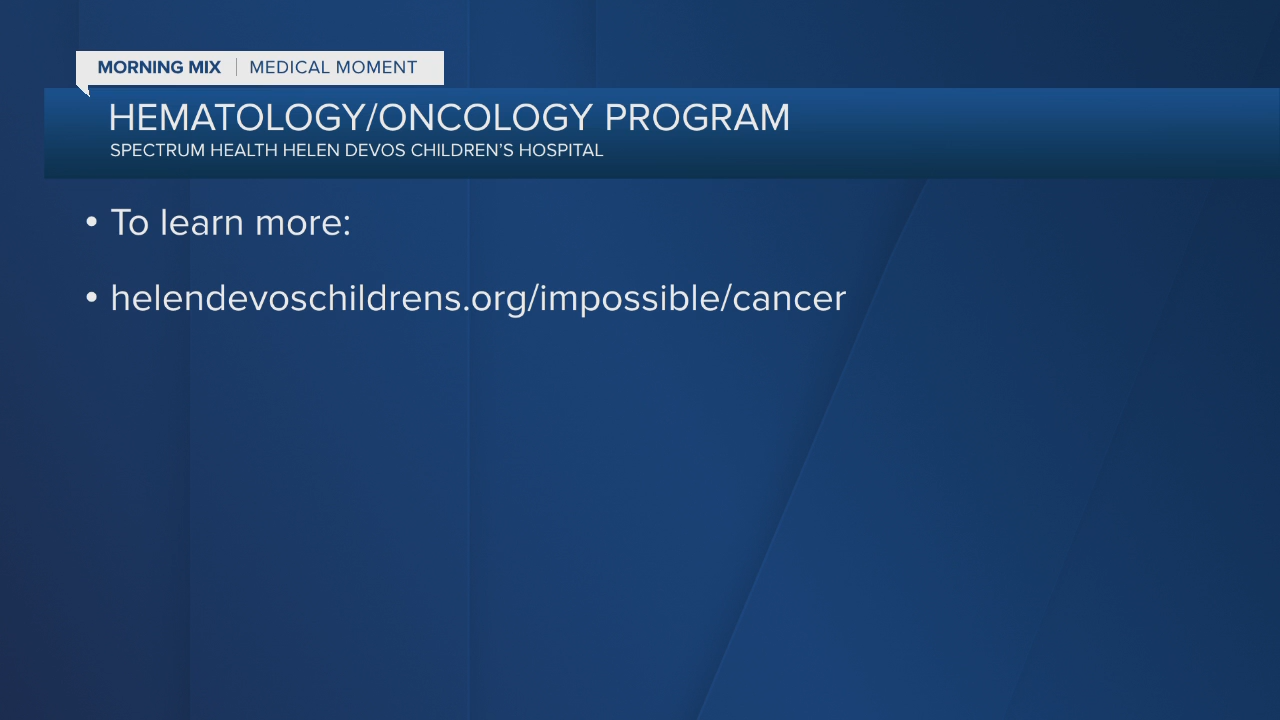 MORNING MIX | MEDICAL MOMENT
HEMATOLOGY/ONCOLOGY PROGRAM
SPECTRUM HEALTH HELEN DEVOS CHILDREN'S HOSPITAL
• To learn more:
• helendevoschildrens.org/impossible/cancer